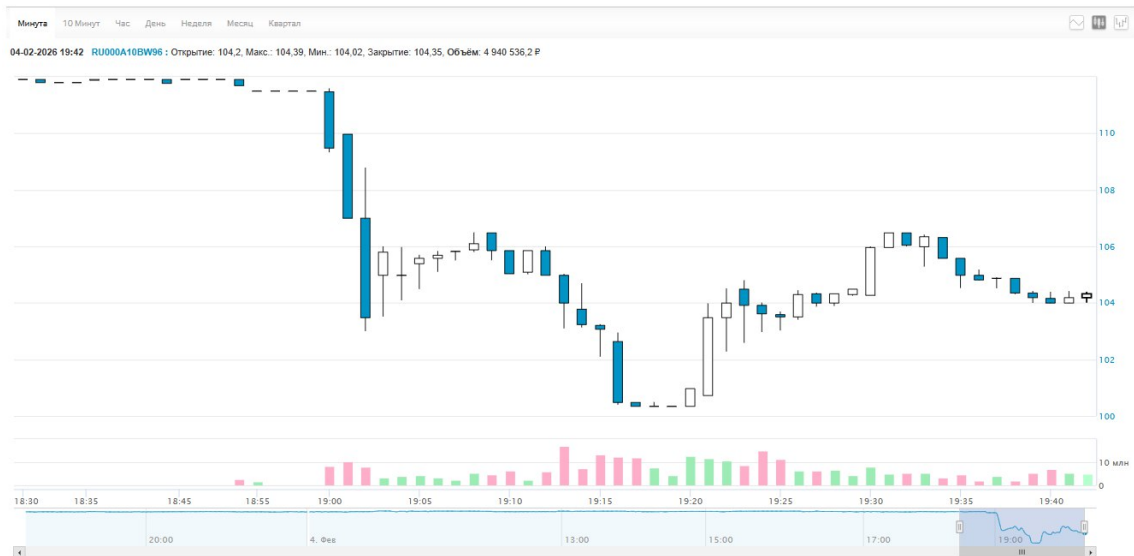 Минута 10 Минут Час День Неделя Месяц Квартал
04-02-2026 19:42 RU000A10BW96 : Открытие: 104,2, Макс.: 104,39, Мин.: 104,02, Закрытие: 104,35, Объём: 4 940 536,2 ₽
110
108
106
104
102
100
10 млн
0
18:30 18:35 18:45 18:55 19:00 19:05 19:10 19:15 19:20 19:25 19:30 19:35 19:40
20:00 4. Фев 13:00 15:00 17:00 19:00